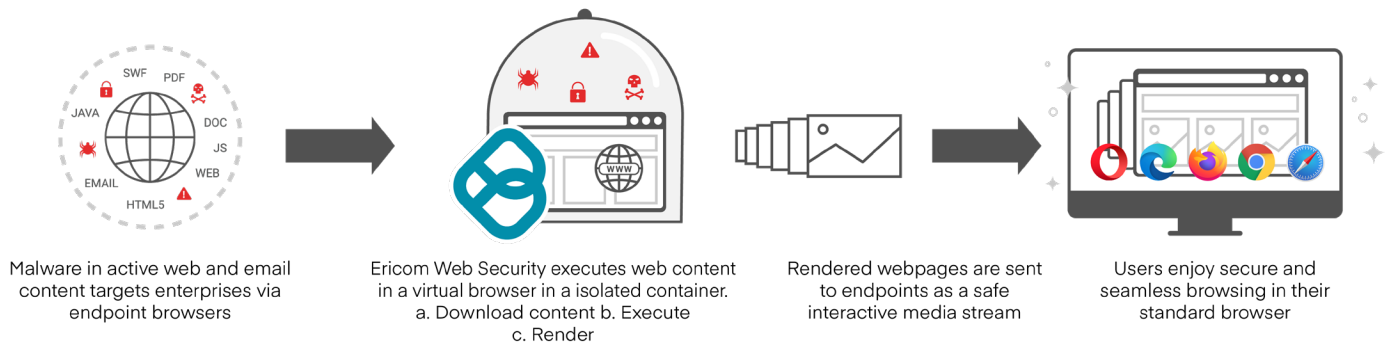 SWF
PDF
JAVA
DOC
JS
WEB
EMAIL
HTML5
WWW
Malware in active web and email
content targets enterprises via
endpoint browsers
Ericom Web Security executes web content
in a virtual browser in a isolated container.
a. Download content b. Execute
c. Render
Rendered webpages are sent
to endpoints as a safe
interactive media stream
Users enjoy secure and
seamless browsing in their
standard browser